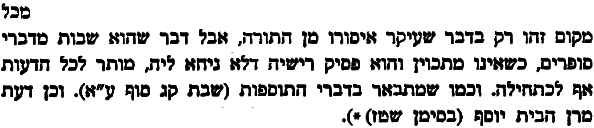 מכל
מקום זהו רק בדבר שעיקר איסורו מן התורה, אבל דבר שהוא שבות מדברי
סופרים, כשאינו מתכוין והוא פסיק רישיה דלא ניחא ליה, מותר לכל הדעות
אף לכתחילה. וכמו שמתבאר בדברי התוספות (שבת קג סוף ע״א). וכן דעת
מרן הבית יוסף (בסימן שטז) *).